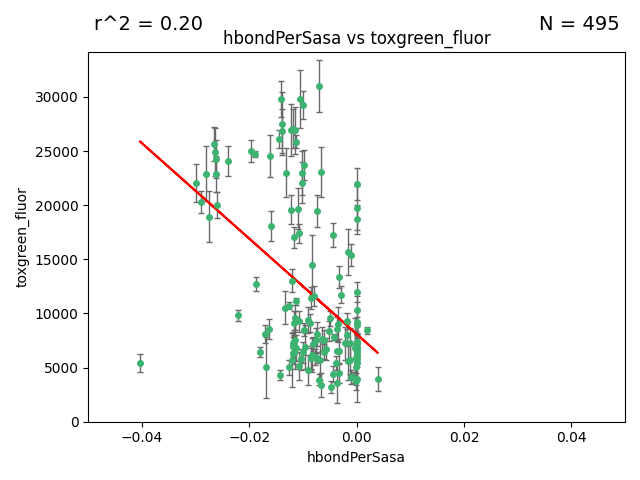 r^2 = 0.20
N = 495
hbondPerSasa vs toxgreen_fluor
toxgreen_fluor
30000
25000
20000
15000
10000
5000
0
−0.04
−0.02
0.00
0.02
0.04
hbondPerSasa